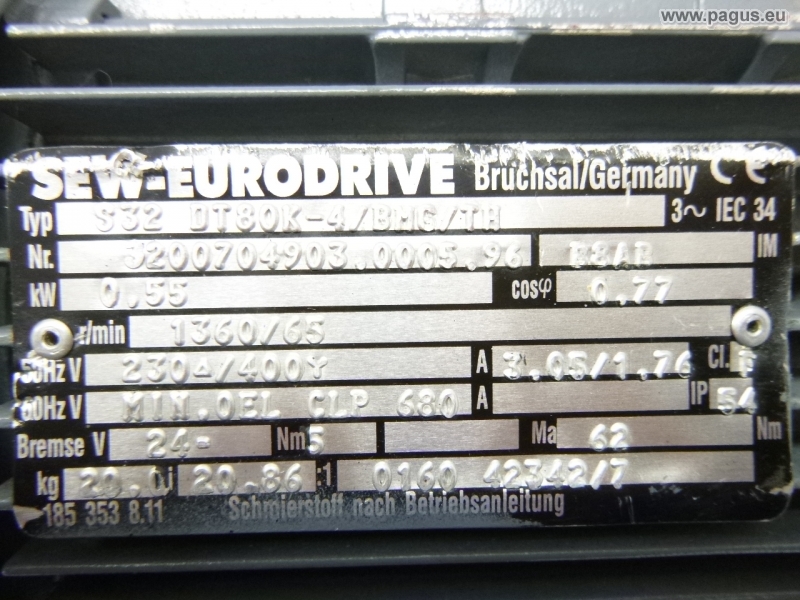 www.pagus.eu
SEW-EURODRIVE Bruchsal/Germany CE
Typ S32 DT80K-4/BMG/TH 3~ IEC 34
Nr. 3200704903.0005.96 B8AB IM
kW 0.55 cosφ 0.77
r/min 1360/65
50Hz V 230△/400Y A 3.05/1.76 Cl. F
60Hz V MIN.OEL CLP 680 A IP 54
Bremse V 24- Nm 5 Ma 62 Nm
kg 20.0 i 20.86 :1 0160 42342/7
185 353 8.11 Schmierstoff nach Betriebsanleitung